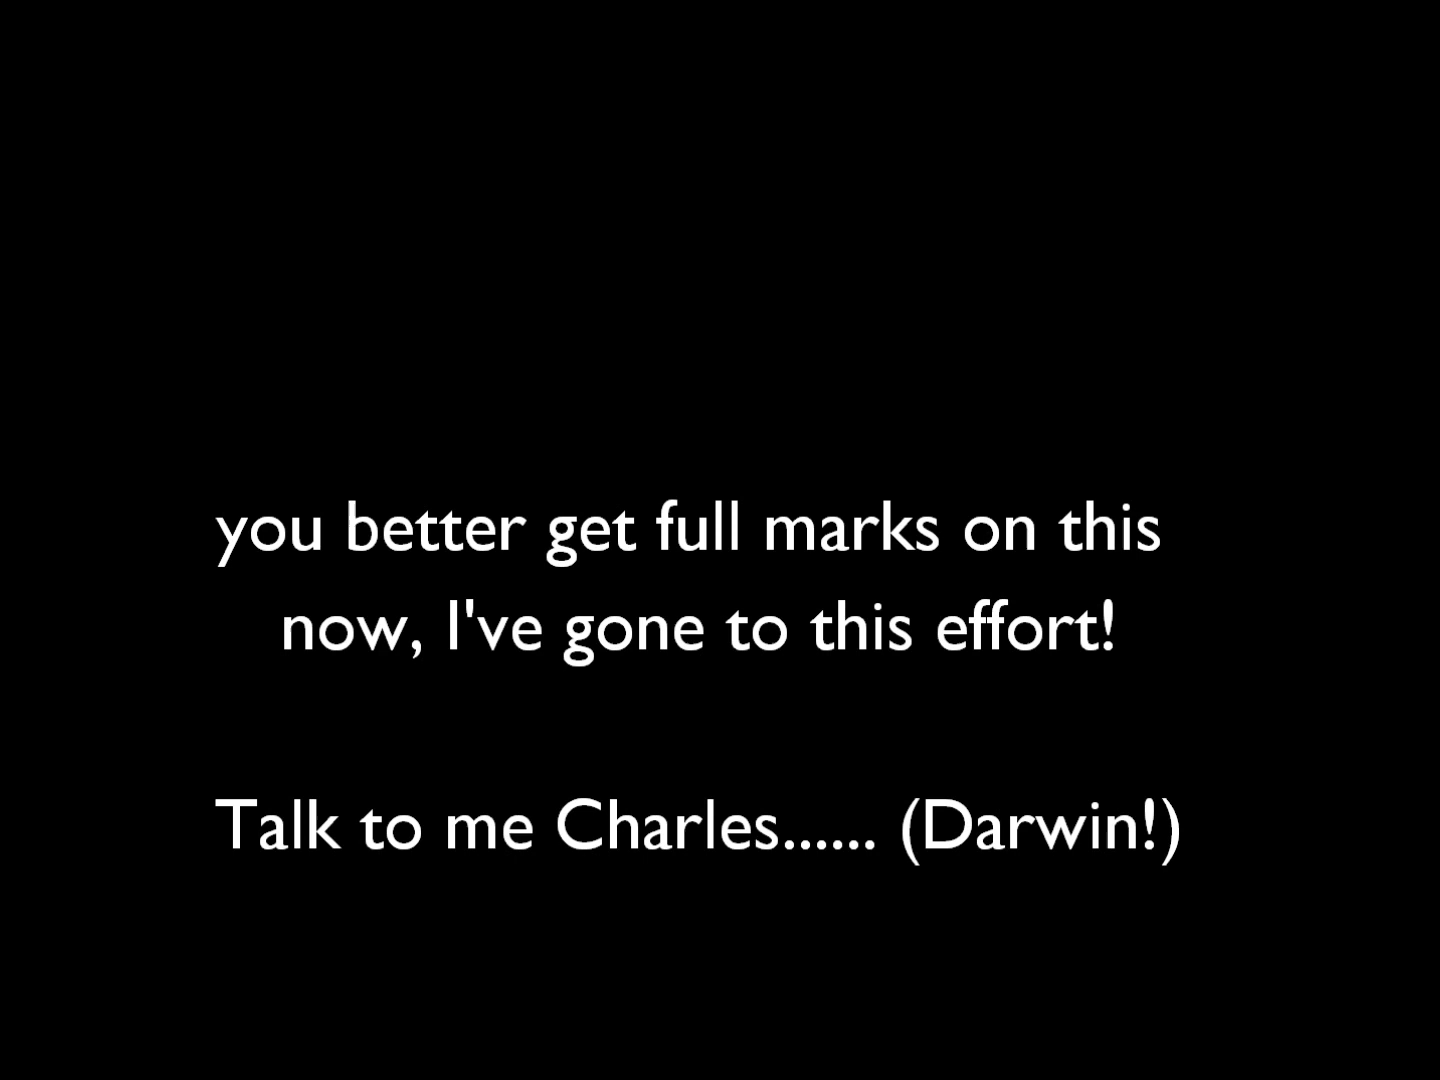 you better get full marks on this
now, I've gone to this effort!
Talk to me Charles...... (Darwin!)